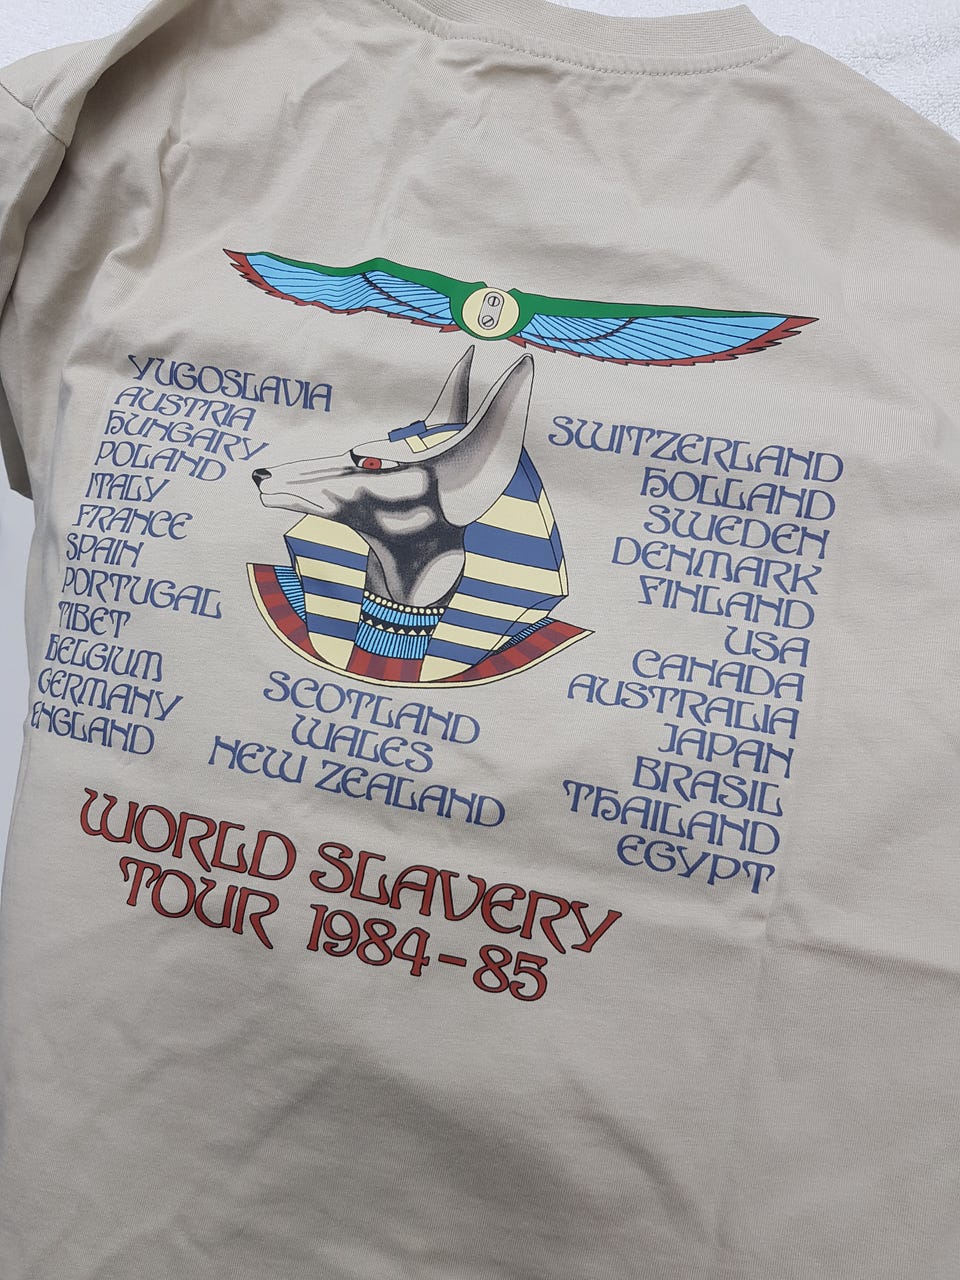 YUGOSLAVIA
AUSTRIA
HUNGARY
POLAND
ITALY
FRANCE
SPAIN
PORTUGAL
TIBET
BELGIUM
GERMANY
ENGLAND
SCOTLAND
WALES
NEW ZEALAND
SWITZERLAND
HOLLAND
SWEDEN
DENMARK
FINLAND
USA
CANADA
AUSTRALIA
JAPAN
BRASIL
THAILAND
EGYPT
WORLD SLAVERY
TOUR 1984-85